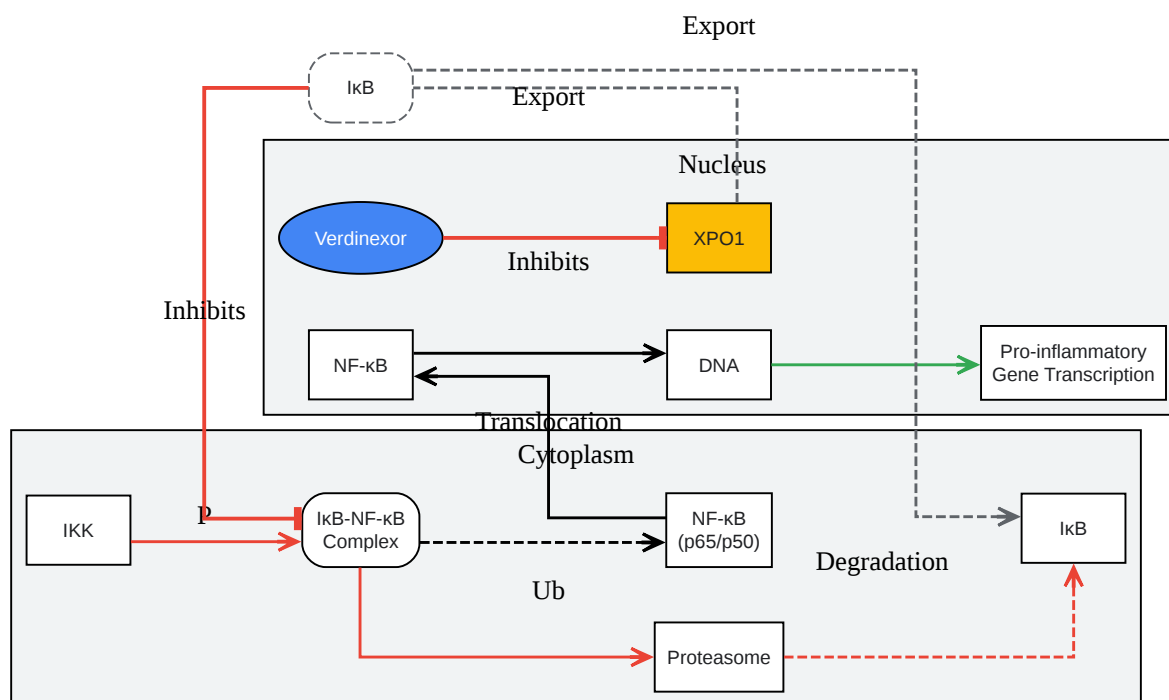 Export
IκB
Export
Nucleus
Verdinexor
XPO1
Inhibits
Inhibits
NF-κB
DNA
Pro-inflammatory
Gene Transcription
Translocation
Cytoplasm
IKK
P
IκB-NF-κB
Complex
NF-κB
(p65/p50)
IκB
Degradation
Ub
Proteasome